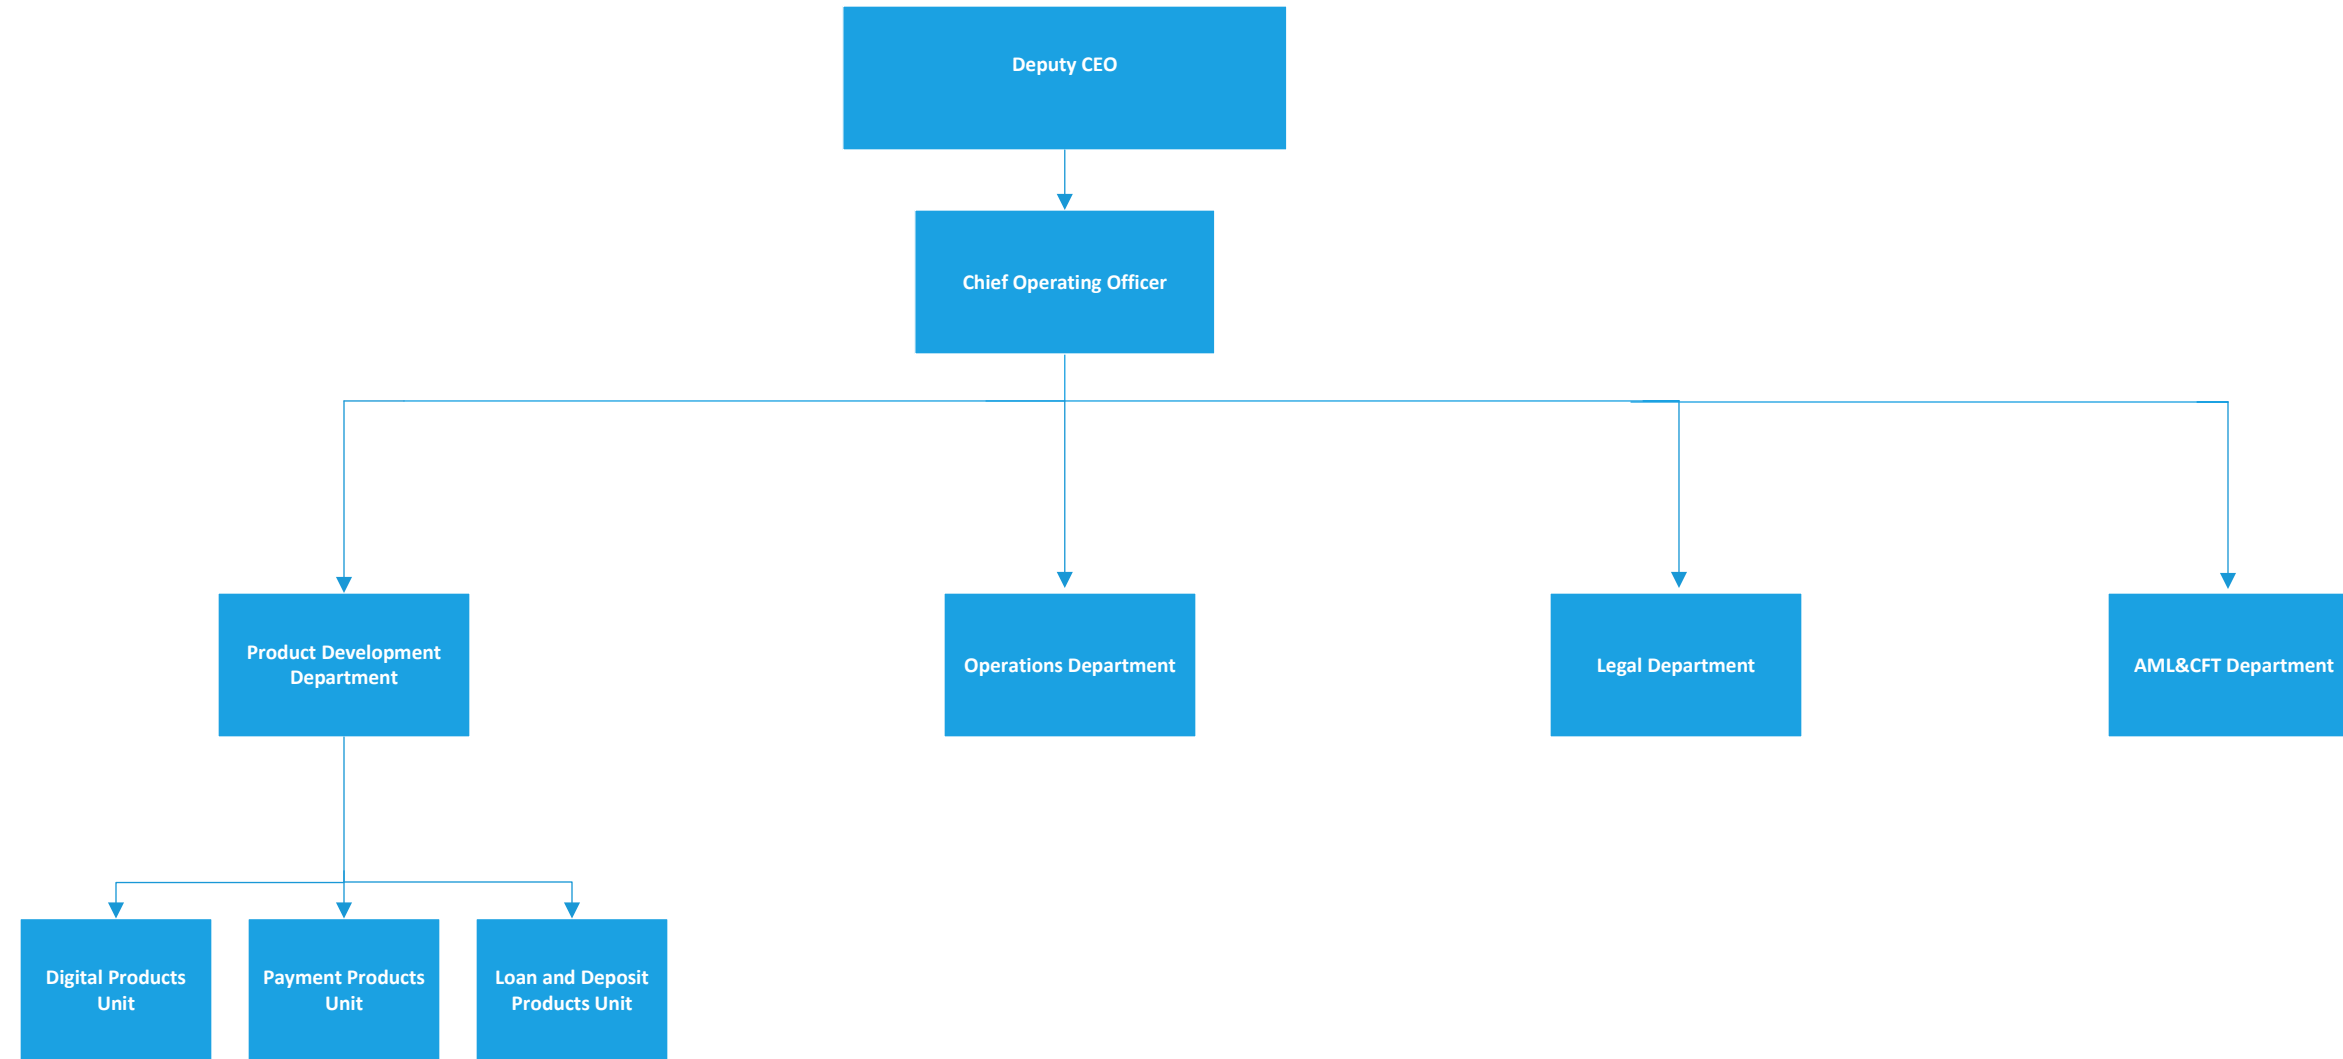 Deputy CEO
Chief Operating Officer
Product Development
Department
Operations Department
Legal Department
AML&CFT Department
Digital Products
Unit
Payment Products
Unit
Loan and Deposit
Products Unit